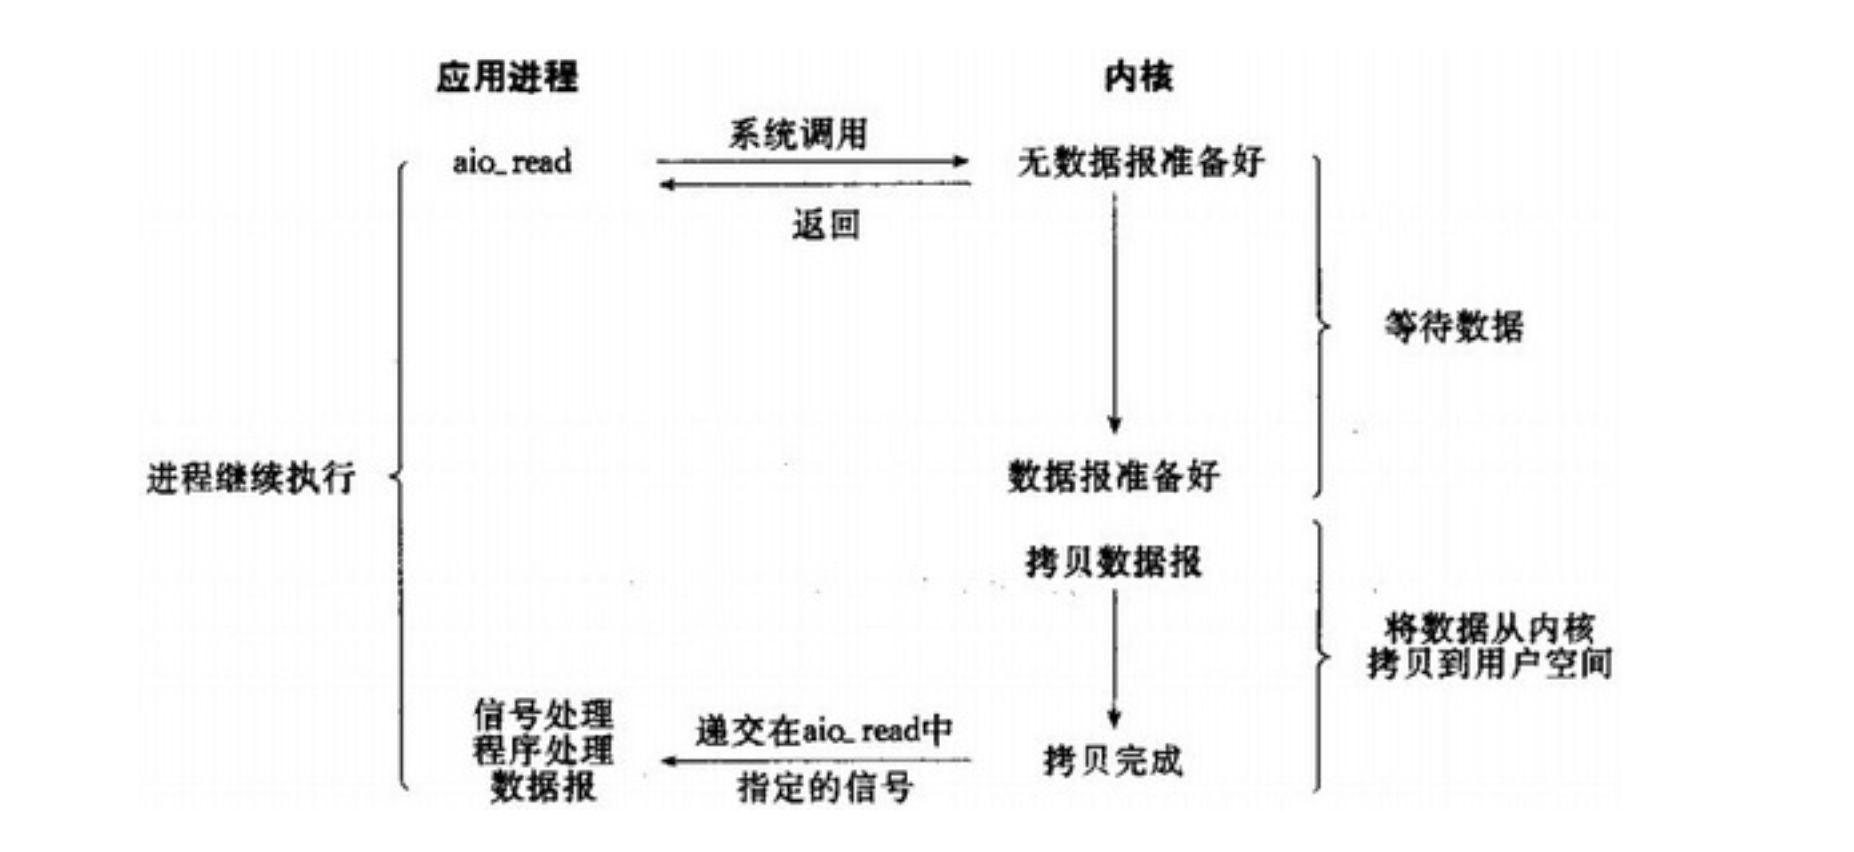 应用进程
内核
系统调用
aio_read
无数据报准备好
返回
等待数据
进程继续执行
数据报准备好
拷贝数据报
将数据从内核
拷贝到用户空间
信号处理
程序处理
数据报
递交在aio_read中
指定的信号
拷贝完成